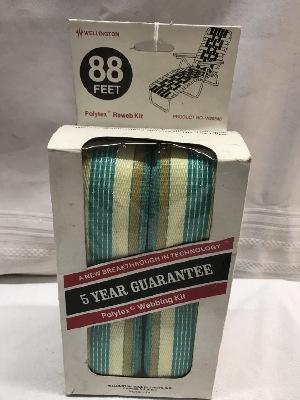 WELLINGTON
88
FEET
Polytex® Reweb Kit
A NEW BREAKTHROUGH IN TECHNOLOGY
5 YEAR GUARANTEE
Polytex® Webbing Kit